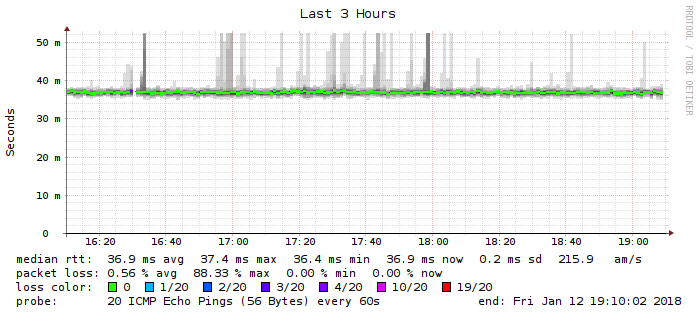 Last 3 Hours
RRDTOOL / TOBI OETIKER
Seconds
50 m
40 m
30 m
20 m
10 m
0
16:20 16:40 17:00 17:20 17:40 18:00 18:20 18:40 19:00
median rtt: 36.9 ms avg 37.4 ms max 36.4 ms min 36.9 ms now 0.2 ms sd 215.9 am/s
packet loss: 0.56 % avg 88.33 % max 0.00 % min 0.00 % now
loss color: 0 1/20 2/20 3/20 4/20 10/20 19/20
probe: 20 ICMP Echo Pings (56 Bytes) every 60s end: Fri Jan 12 19:10:02 2018